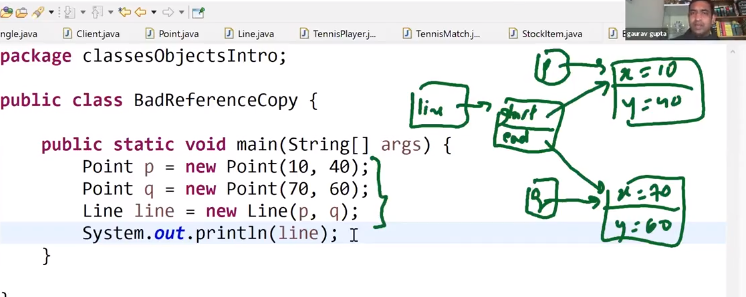 ngle.java
Client.java
Point.java
Line.java
TennisPlayer.j...
TennisMatch.j...
StockItem.java
gaurav gupta
package classesObjectsIntro;
public class BadReferenceCopy {
public static void main(String[] args) {
Point p = new Point(10, 40);
Point q = new Point(70, 60);
Line line = new Line(p, q);
System.out.println(line);
}
}
line
start
end
p
x = 10
y = 40
q
x = 70
y = 60